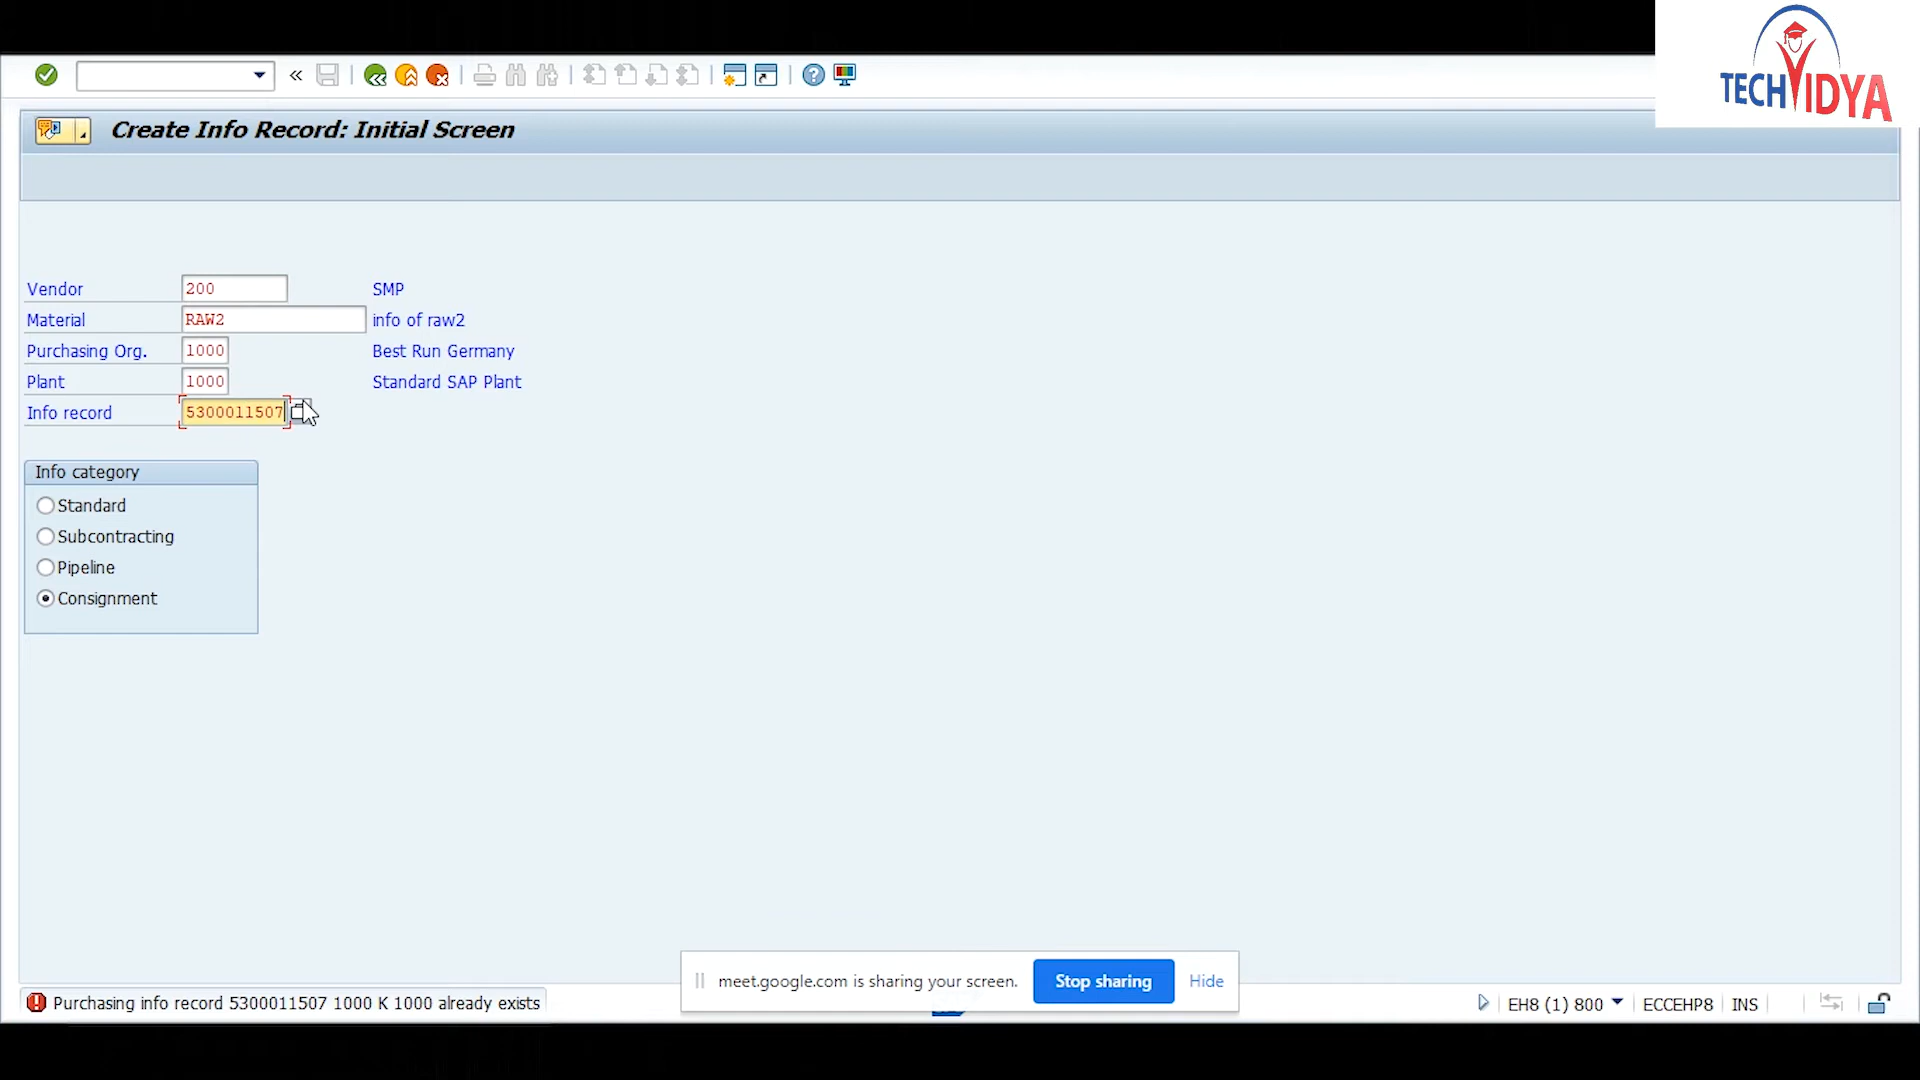 TECHVIDYA
Create Info Record: Initial Screen
Vendor 200 SMP
Material RAW2 info of raw2
Purchasing Org. 1000 Best Run Germany
Plant 1000 Standard SAP Plant
Info record 5300011507
Info category
Standard
Subcontracting
Pipeline
Consignment
meet.google.com is sharing your screen. Stop sharing Hide
Purchasing info record 5300011507 1000 K 1000 already exists
EH8 (1) 800 ECCEHP8 INS